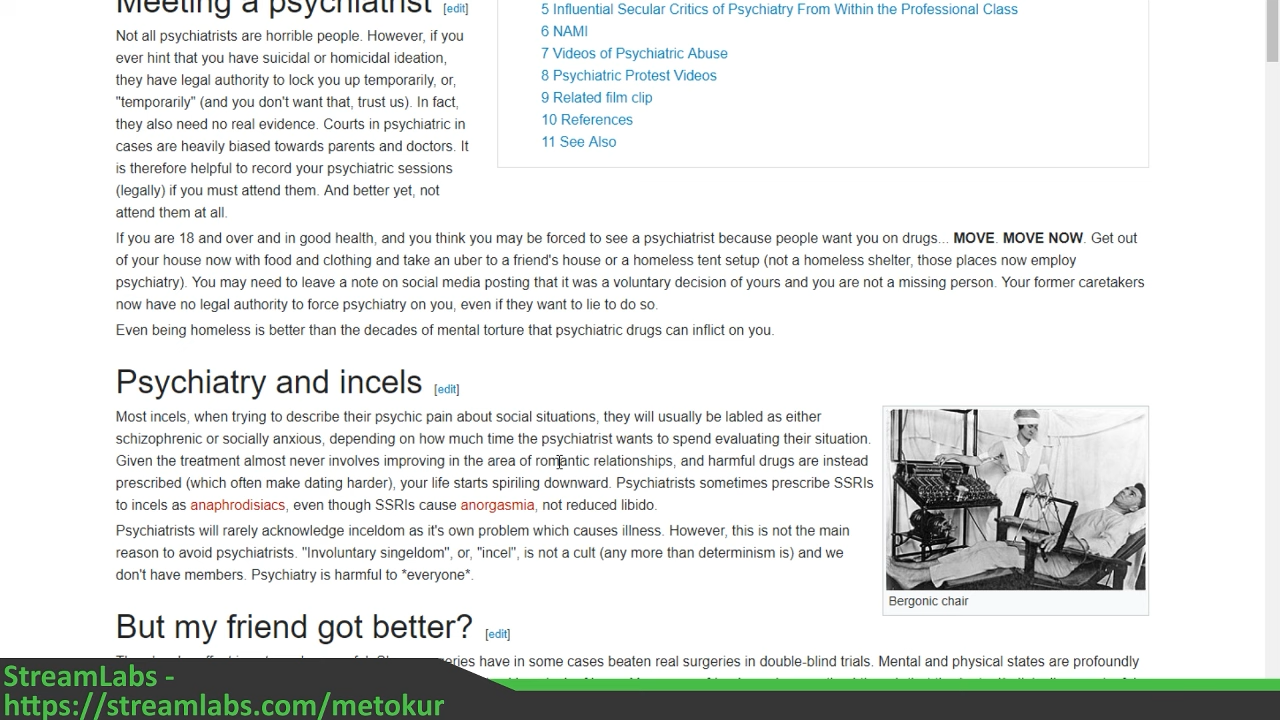 Meeting a psychiatrist [edit]
Not all psychiatrists are horrible people. However, if you
ever hint that you have suicidal or homicidal ideation,
they have legal authority to lock you up temporarily, or,
"temporarily" (and you don't want that, trust us). In fact,
they also need no real evidence. Courts in psychiatric in
cases are heavily biased towards parents and doctors. It
is therefore helpful to record your psychiatric sessions
(legally) if you must attend them. And better yet, not
attend them at all.
5 Influential Secular Critics of Psychiatry From Within the Professional Class
6 NAMI
7 Videos of Psychiatric Abuse
8 Psychiatric Protest Videos
9 Related film clip
10 References
11 See Also
If you are 18 and over and in good health, and you think you may be forced to see a psychiatrist because people want you on drugs... MOVE. MOVE NOW. Get out
of your house now with food and clothing and take an uber to a friend's house or a homeless tent setup (not a homeless shelter, those places now employ
psychiatry). You may need to leave a note on social media posting that it was a voluntary decision of yours and you are not a missing person. Your former caretakers
now have no legal authority to force psychiatry on you, even if they want to lie to do so.
Even being homeless is better than the decades of mental torture that psychiatric drugs can inflict on you.
Psychiatry and incels [edit]
Most incels, when trying to describe their psychic pain about social situations, they will usually be labled as either
schizophrenic or socially anxious, depending on how much time the psychiatrist wants to spend evaluating their situation.
Given the treatment almost never involves improving in the area of romantic relationships, and harmful drugs are instead
prescribed (which often make dating harder), your life starts spiriling downward. Psychiatrists sometimes prescribe SSRIs
to incels as anaphrodisiacs, even though SSRIs cause anorgasmia, not reduced libido.
Psychiatrists will rarely acknowledge inceldom as it's own problem which causes illness. However, this is not the main
reason to avoid psychiatrists. "Involuntary singeldom", or, "incel", is not a cult (any more than determinism is) and we
don't have members. Psychiatry is harmful to *everyone*.
Bergonic chair
But my friend got better? [edit]
have in some cases beaten real surgeries in double-blind trials. Mental and physical states are profoundly
StreamLabs -
https://streamlabs.com/metokur